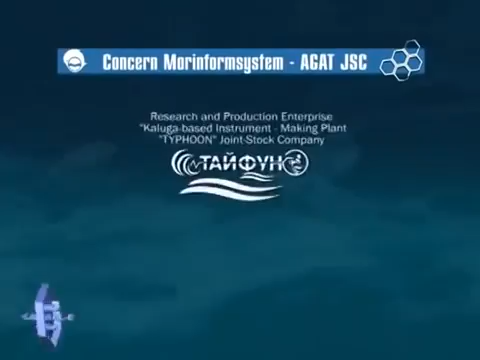 Concern Morinformsystem - AGAT JSC
Research and Production Enterprise
"Kaluga-based Instrument - Making Plant
"TYPHOON" Joint-Stock Company
ТАЙФУН